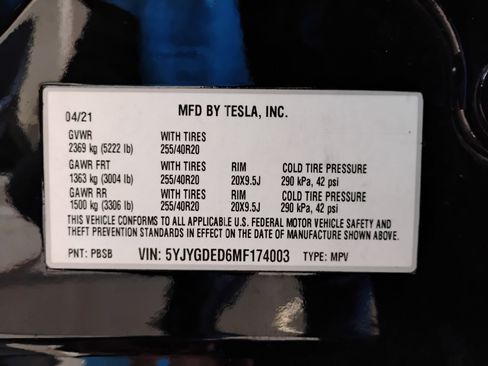 04/21 MFD BY TESLA, INC.
GVWR WITH TIRES
2369 kg (5222 lb) 255/40R20
GAWR FRT WITH TIRES RIM COLD TIRE PRESSURE
1363 kg (3004 lb) 255/40R20 20X9.5J 290 kPa, 42 psi
GAWR RR WITH TIRES RIM COLD TIRE PRESSURE
1500 kg (3306 lb) 255/40R20 20X9.5J 290 kPa, 42 psi
THIS VEHICLE CONFORMS TO ALL APPLICABLE U.S. FEDERAL MOTOR VEHICLE SAFETY AND
THEFT PREVENTION STANDARDS IN EFFECT ON THE DATE OF MANUFACTURE SHOWN ABOVE.
PNT: PBSB VIN: 5YJYGDED6MF174003 TYPE: MPV